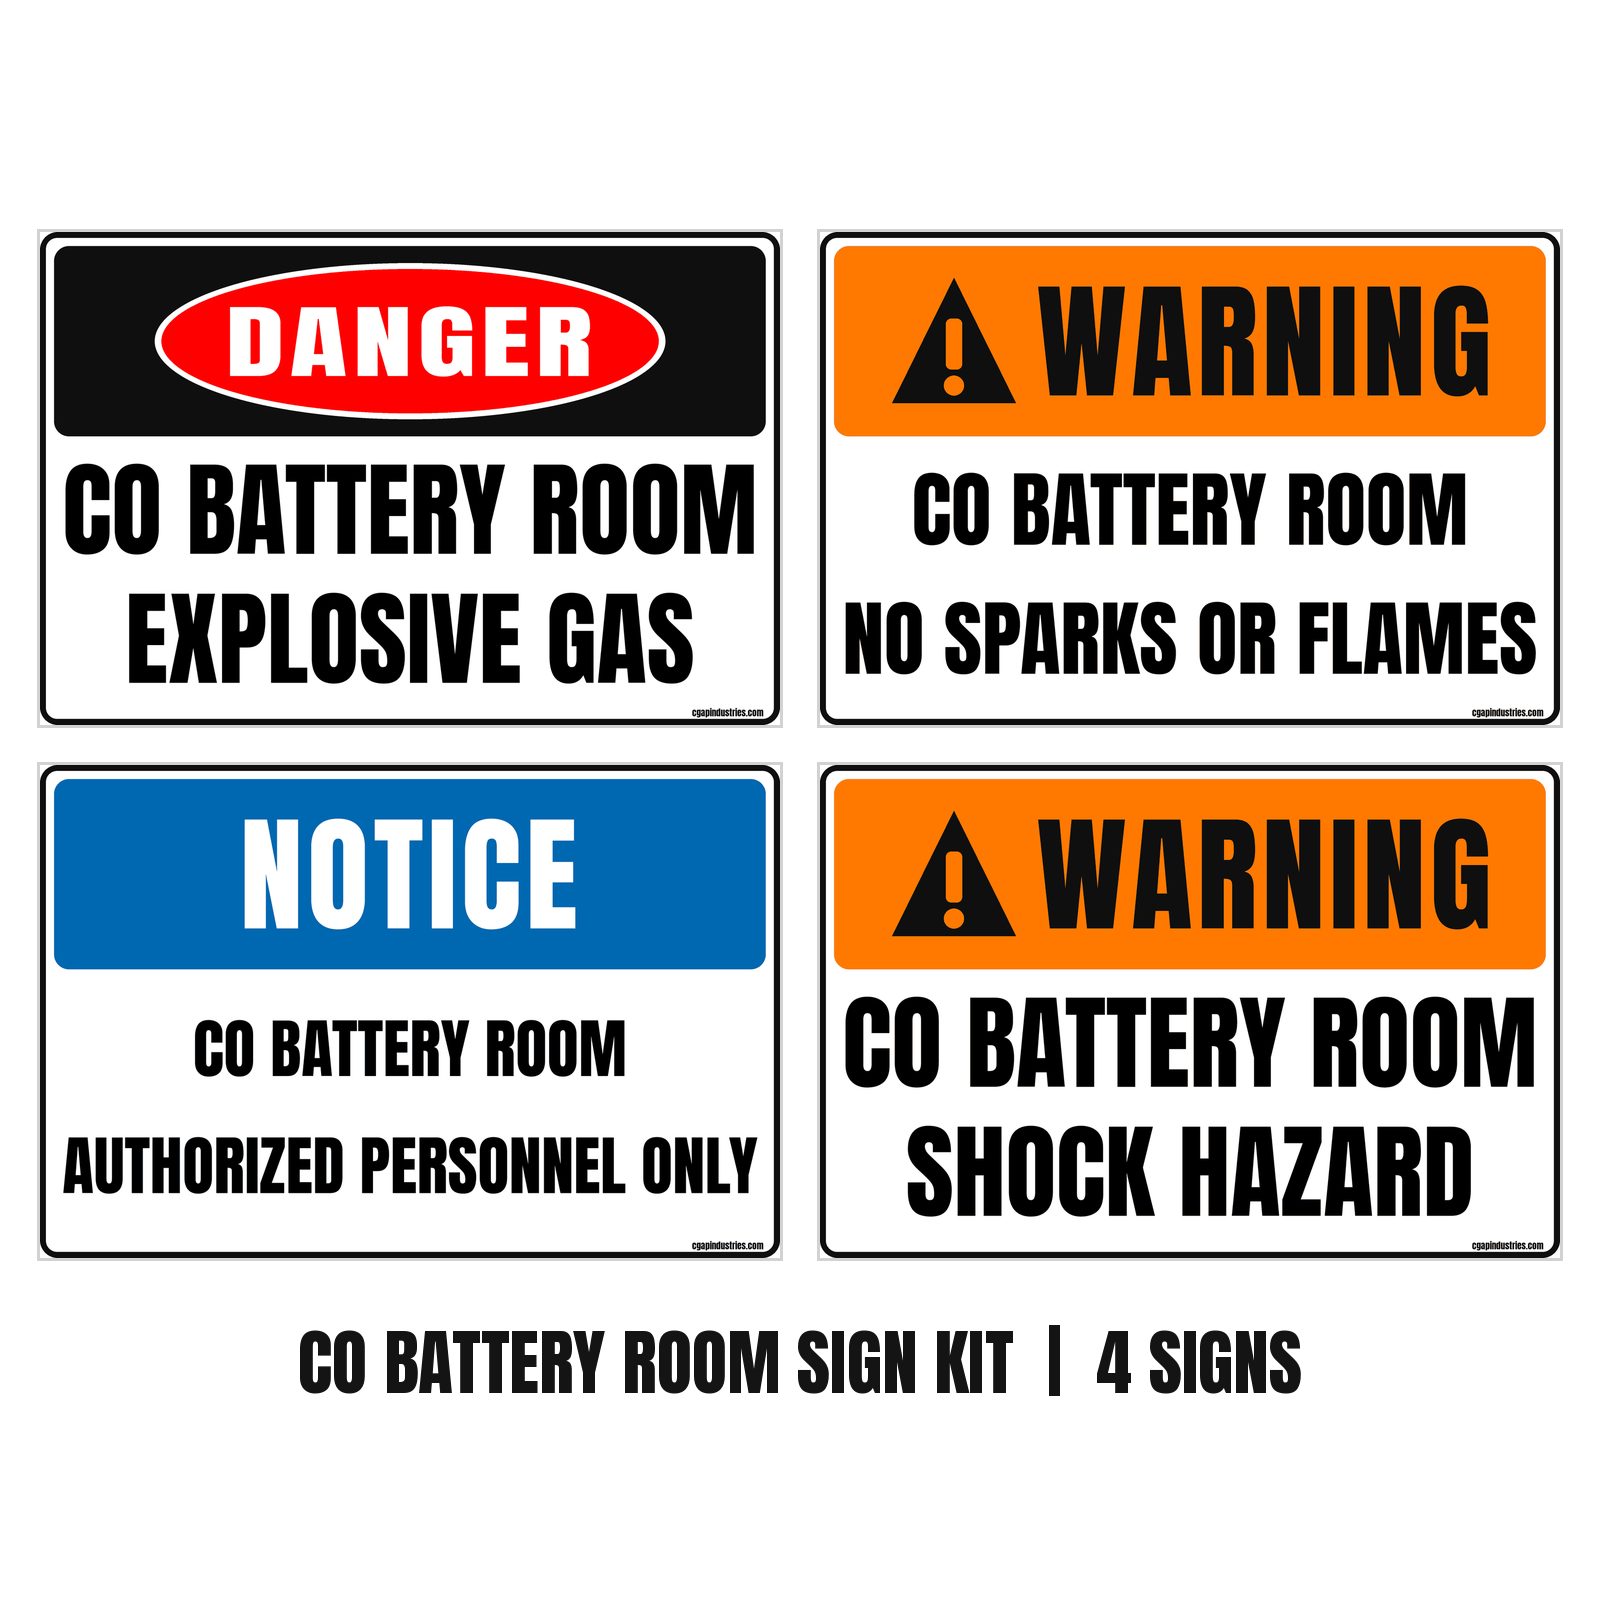 DANGER
CO BATTERY ROOM
EXPLOSIVE GAS
cgapindustries.com
WARNING
CO BATTERY ROOM
NO SPARKS OR FLAMES
cgapindustries.com
NOTICE
CO BATTERY ROOM
AUTHORIZED PERSONNEL ONLY
cgapindustries.com
WARNING
CO BATTERY ROOM
SHOCK HAZARD
cgapindustries.com
CO BATTERY ROOM SIGN KIT | 4 SIGNS